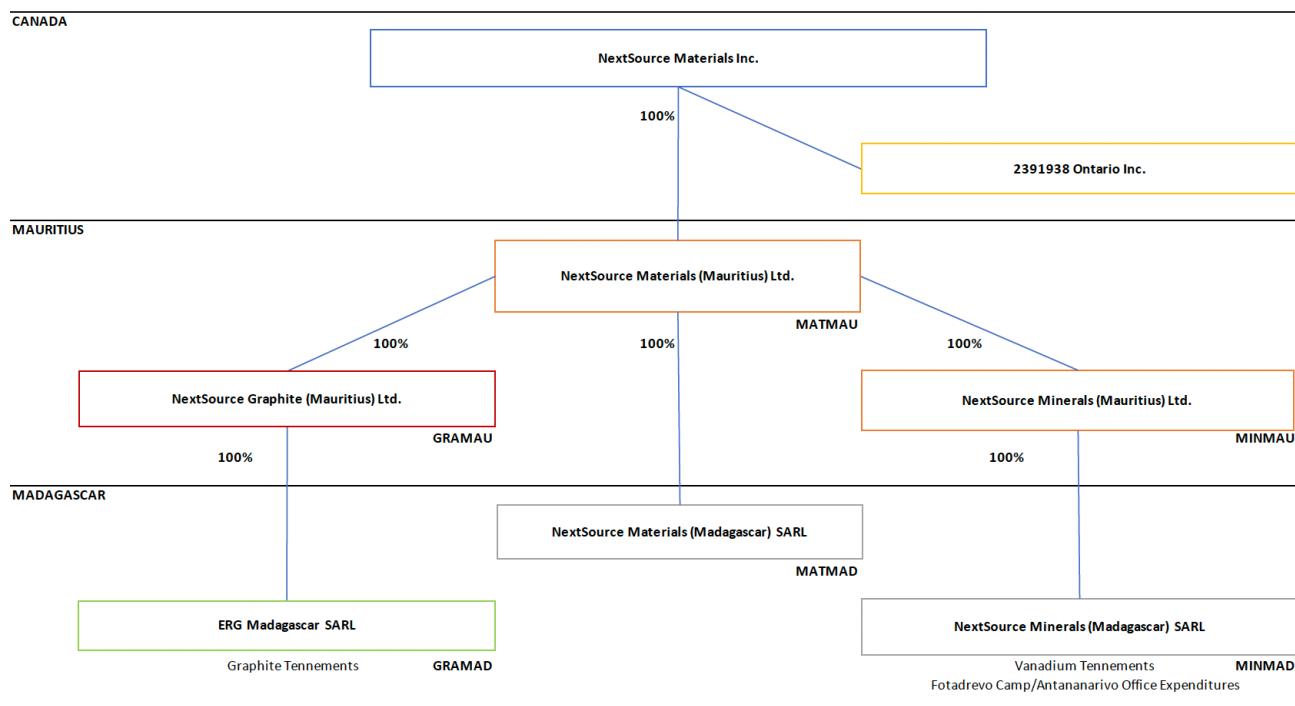 CANADA
NextSource Materials Inc.
100%
2391938 Ontario Inc.
MAURITIUS
NextSource Materials (Mauritius) Ltd.
MATMAU
100%
100%
100%
NextSource Graphite (Mauritius) Ltd.
NextSource Minerals (Mauritius) Ltd.
GRAMAU
MINMAU
100%
100%
MADAGASCAR
NextSource Materials (Madagascar) SARL
MATMAD
ERG Madagascar SARL
NextSource Minerals (Madagascar) SARL
Graphite Tennements
GRAMAD
Vanadium Tennements
MINMAD
Fotadrevo Camp/Antananarivo Office Expenditures